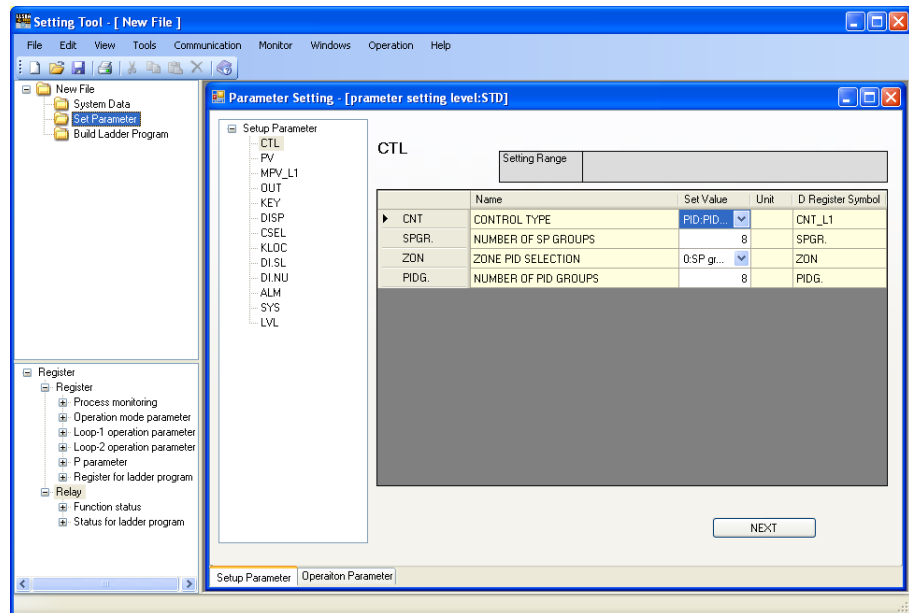 Setting Tool - [ New File ]
File Edit View Tools Communication Monitor Windows Operation Help
New File
System Data
Set Parameter
Build Ladder Program
Register
Register
Process monitoring
Operation mode parameter
Loop-1 operation parameter
Loop-2 operation parameter
P parameter
Register for ladder program
Relay
Function status
Status for ladder program
Parameter Setting - [prameter setting level:STD]
Setup Parameter
CTL
PV
MPV_L1
OUT
KEY
DISP
CSEL
KLOC
DI.SL
DI.NU
ALM
SYS
LVL
CTL
Setting Range
Name Set Value Unit D Register Symbol
CNT CONTROL TYPE PID:PID... CNT_L1
SPGR. NUMBER OF SP GROUPS 8 SPGR.
ZON ZONE PID SELECTION 0:SP gr... ZON
PIDG. NUMBER OF PID GROUPS 8 PIDG.
NEXT
Setup Parameter Operaiton Parameter